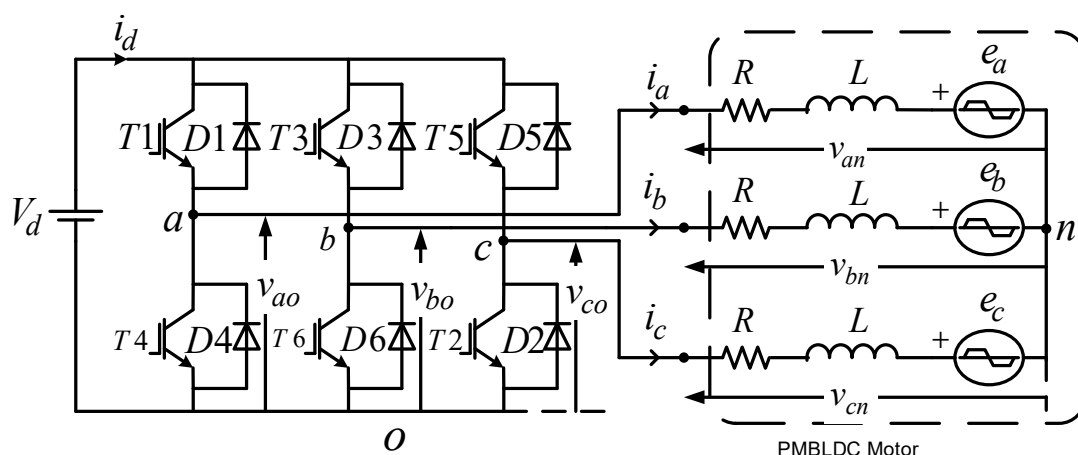 i_d
V_d
T1
D1
T3
D3
T5
D5
a
b
c
v_ao
v_bo
v_co
T4
D4
T6
D6
T2
D2
o
i_a
R
L
+
e_a
v_an
i_b
R
L
+
e_b
n
v_bn
i_c
R
L
+
e_c
v_cn
PMBLDC Motor